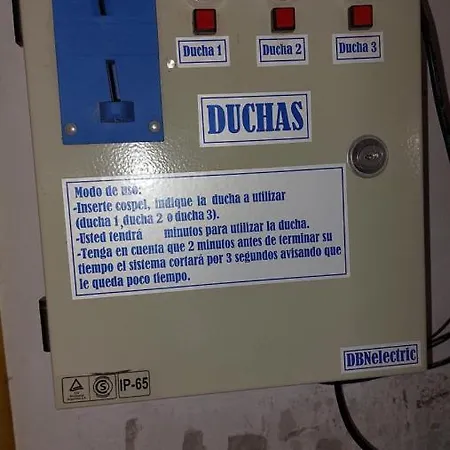 Ducha 1
Ducha 2
Ducha 3
DUCHAS
Modo de uso:
-Inserte cospel, indique la ducha a utilizar
(ducha 1,ducha 2 o ducha 3).
-Usted tendrá minutos para utilizar la ducha.
-Tenga en cuenta que 2 minutos antes de terminar su
tiempo el sistema cortará por 3 segundos avisando que
le queda poco tiempo.
DBNelectric
IP-65